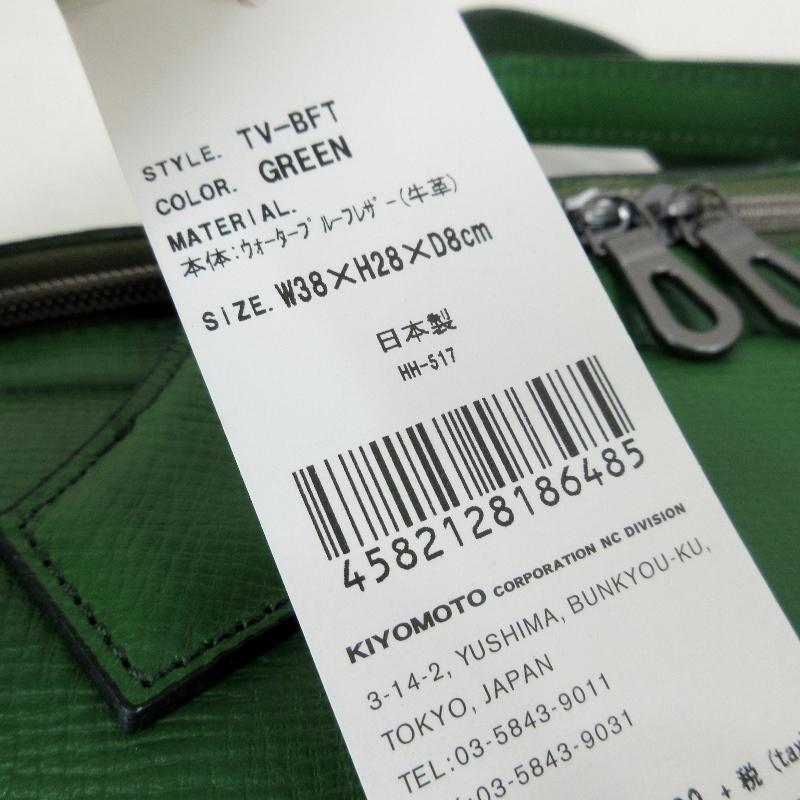 STYLE. TV-BFT
COLOR. GREEN
MATERIAL.
本体:ウォータープルーフレザー(牛革)
SIZE. W38×H28×D8cm
日本製
HH-517
4582128186485
KIYOMOTO CORPORATION NC DIVISION
3-14-2, YUSHIMA, BUNKYOU-KU,
TOKYO, JAPAN
TEL:03-5843-9011
:03-5843-9031
+税